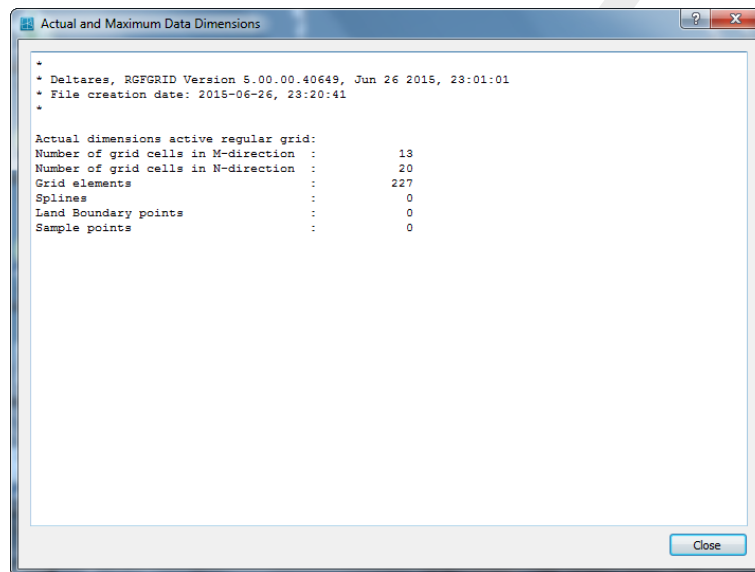 Actual and Maximum Data Dimensions
*
* Deltares, RGFGRID Version 5.00.00.40649, Jun 26 2015, 23:01:01
* File creation date: 2015-06-26, 23:20:41
*
Actual dimensions active regular grid:
Number of grid cells in M-direction : 13
Number of grid cells in N-direction : 20
Grid elements : 227
Splines : 0
Land Boundary points : 0
Sample points : 0
Close